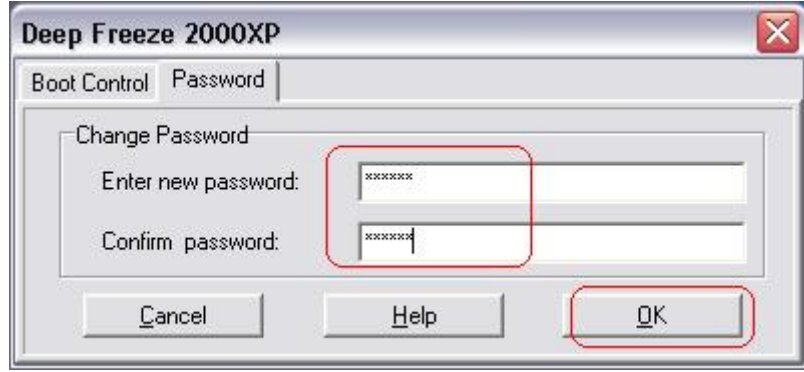 Deep Freeze 2000XP
Boot Control Password
Change Password
Enter new password: ******
Confirm password: ******
Cancel Help OK